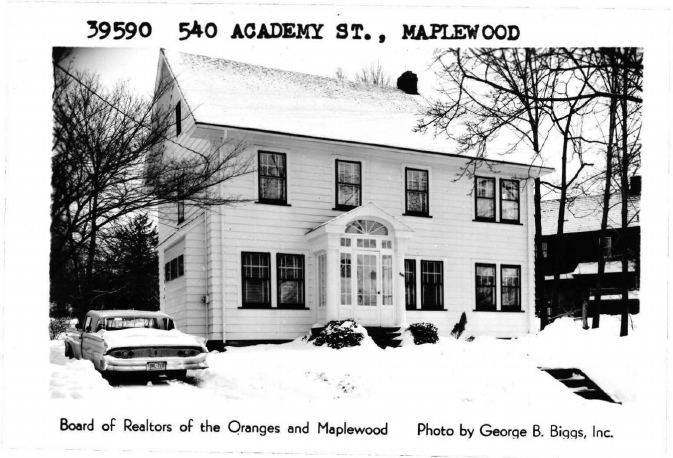 39590 540 ACADEMY ST., MAPLEWOOD
Board of Realtors of the Oranges and Maplewood Photo by George B. Biggs, Inc.